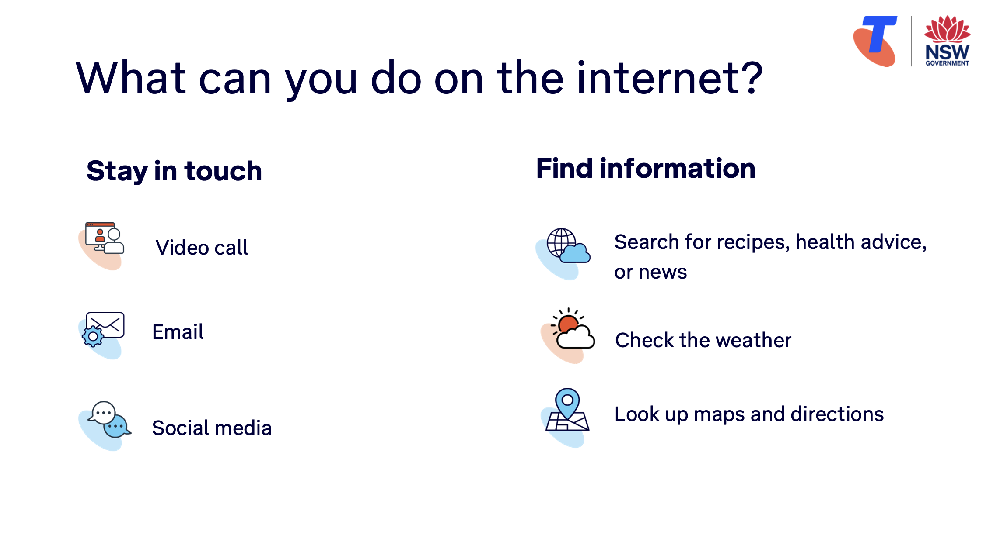 What can you do on the internet?
T
NSW
GOVERNMENT
Stay in touch
Video call
Email
Social media
Find information
Search for recipes, health advice,
or news
Check the weather
Look up maps and directions